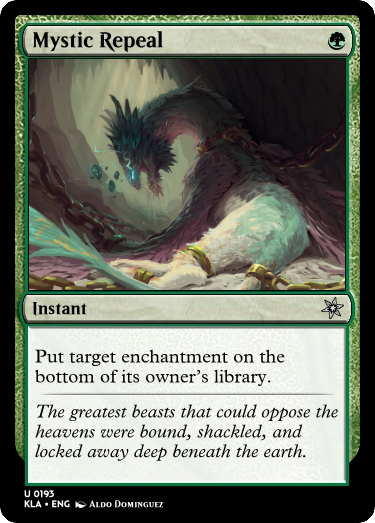 Mystic Repeal
Instant
Put target enchantment on the
bottom of its owner's library.
The greatest beasts that could oppose the
heavens were bound, shackled, and
locked away deep beneath the earth.
U 0193
KLA • ENG Aldo Dominguez